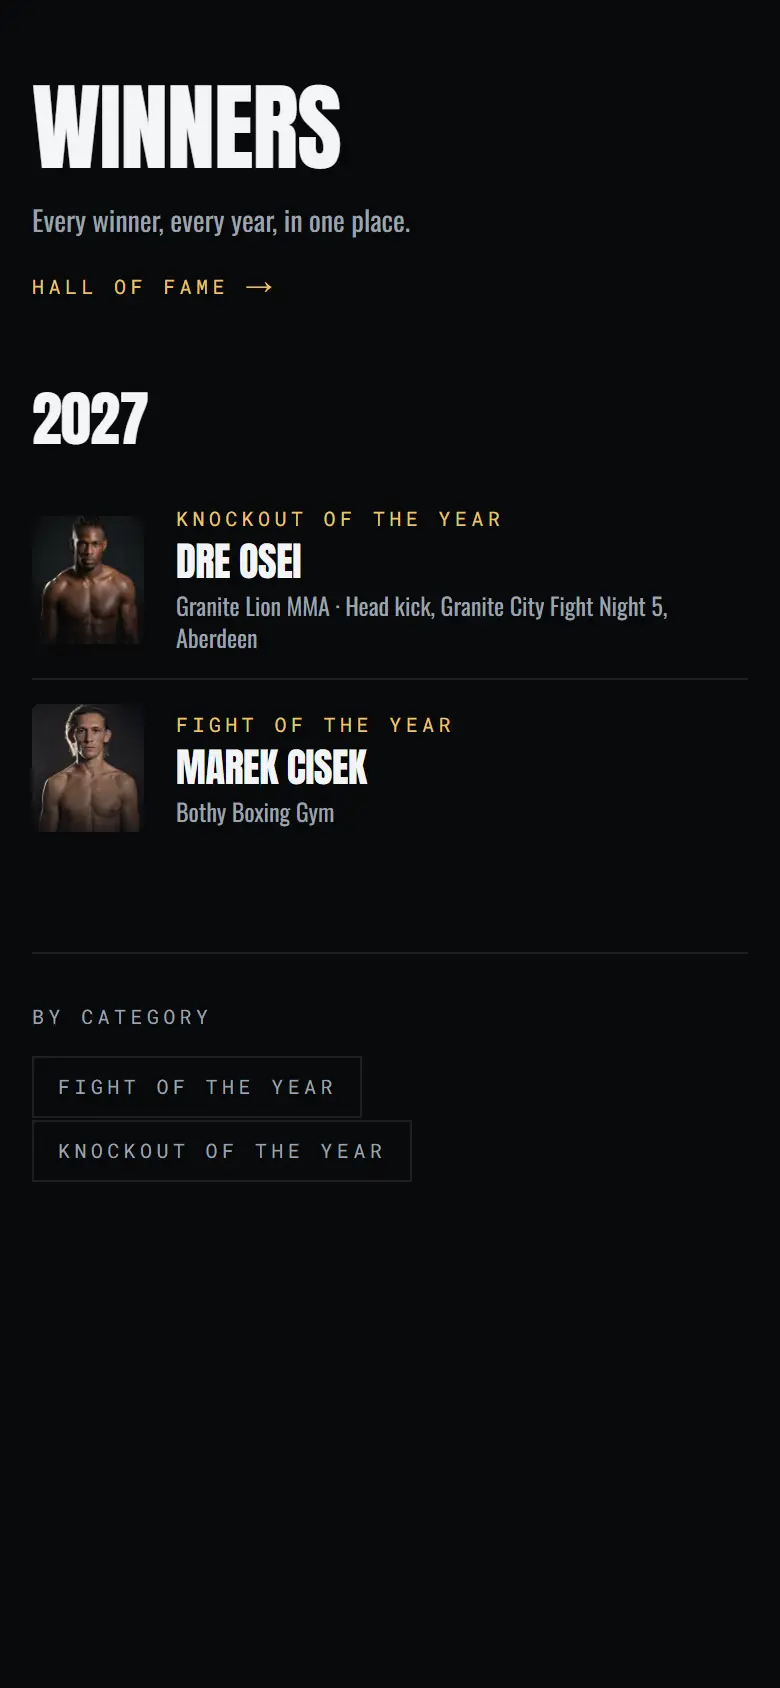 WINNERS
Every winner, every year, in one place.
HALL OF FAME →
2027
KNOCKOUT OF THE YEAR
DRE OSEI
Granite Lion MMA · Head kick, Granite City Fight Night 5,
Aberdeen
FIGHT OF THE YEAR
MAREK CISEK
Bothy Boxing Gym
BY CATEGORY
FIGHT OF THE YEAR
KNOCKOUT OF THE YEAR